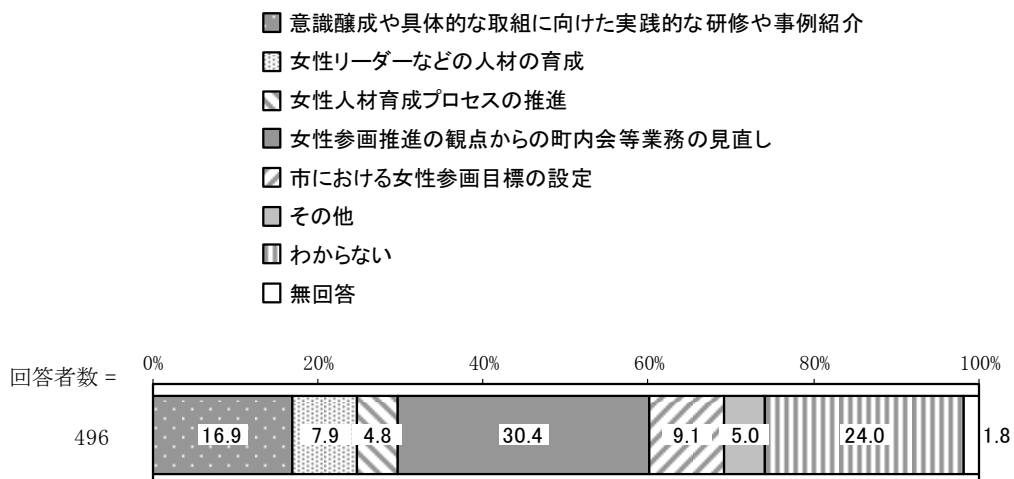 意識醸成や具体的な取組に向けた実践的な研修や事例紹介
女性リーダーなどの人材の育成
女性人材育成プロセスの推進
女性参画推進の観点からの町内会等業務の見直し
市における女性参画目標の設定
その他
わからない
無回答
0% 20% 40% 60% 80% 100%
回答者数 =
496 16.9 7.9 4.8 30.4 9.1 5.0 24.0 1.8